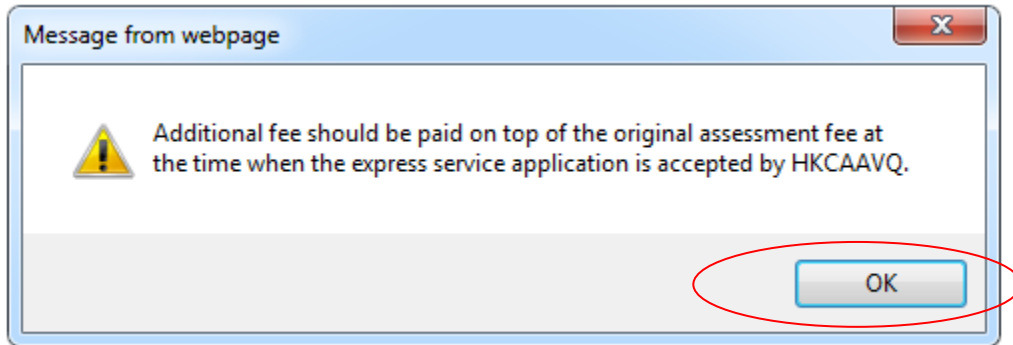 Message from webpage
Additional fee should be paid on top of the original assessment fee at
the time when the express service application is accepted by HKCAAVQ.
OK